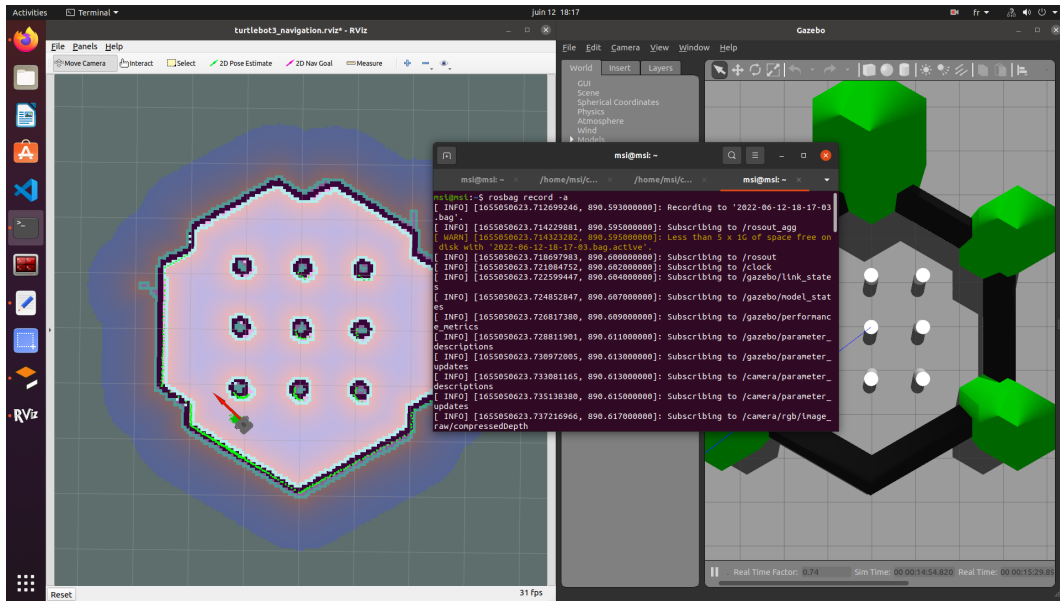 Activities
Terminal
juin 12 18:17
fr
turtlebot3_navigation.rviz* - RViz
File Panels Help
Move Camera
Interact
Select
2D Pose Estimate
2D Nav Goal
Measure
Gazebo
File Edit Camera View Window Help
World Insert Layers
GUI
Scene
Spherical Coordinates
Physics
Atmosphere
Wind
Models
msi@msi: ~
msi@msi: ~
/home/msi/c...
/home/msi/c...
msi@msi: ~
msi@msi:~$ rosbag record -a
[ INFO] [1655050623.712699246, 890.593000000]: Recording to '2022-06-12-18-17-03
.bag'.
[ INFO] [1655050623.714229881, 890.595000000]: Subscribing to /rosout_agg
[ WARN] [1655050623.714323282, 890.595000000]: Less than 5 x 1G of space free on
disk with '2022-06-12-18-17-03.bag.active'.
[ INFO] [1655050623.718697983, 890.600000000]: Subscribing to /rosout
[ INFO] [1655050623.721084752, 890.602000000]: Subscribing to /clock
[ INFO] [1655050623.722599447, 890.604000000]: Subscribing to /gazebo/link_state
s
[ INFO] [1655050623.724852847, 890.607000000]: Subscribing to /gazebo/model_stat
es
[ INFO] [1655050623.726817380, 890.609000000]: Subscribing to /gazebo/performanc
e_metrics
[ INFO] [1655050623.728811901, 890.611000000]: Subscribing to /gazebo/parameter_
descriptions
[ INFO] [1655050623.730972005, 890.613000000]: Subscribing to /gazebo/parameter_
updates
[ INFO] [1655050623.733081165, 890.613000000]: Subscribing to /camera/parameter_
descriptions
[ INFO] [1655050623.735138380, 890.615000000]: Subscribing to /camera/parameter_
updates
[ INFO] [1655050623.737216966, 890.617000000]: Subscribing to /camera/rgb/image_
raw/compressedDepth
RViz
Reset
31 fps
Real Time Factor: 0.74 Sim Time: 00 00:14:54.820 Real Time: 00 00:15:29.89